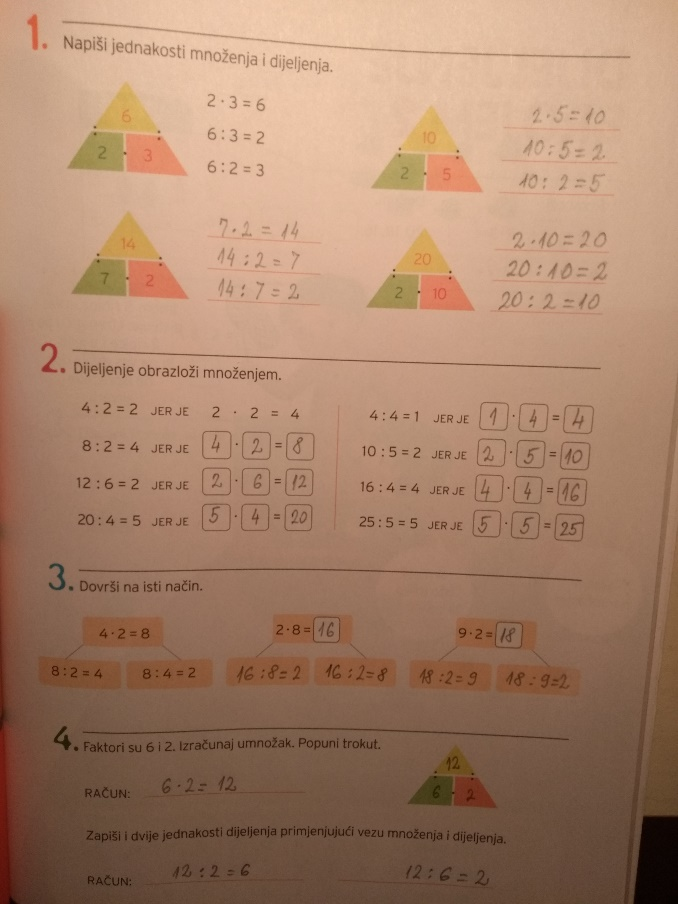 1. Napiši jednakosti množenja i dijeljenja.
6
2 · 3
2 · 3 = 6
6 : 3 = 2
6 : 2 = 3
10
2 · 5
2 · 5 = 10
10 : 5 = 2
10 : 2 = 5
14
7 · 2
7 · 2 = 14
14 : 2 = 7
14 : 7 = 2
20
2 · 10
2 · 10 = 20
20 : 10 = 2
20 : 2 = 10
2. Dijeljenje obrazloži množenjem.
4 : 2 = 2 JER JE 2 · 2 = 4
8 : 2 = 4 JER JE 4 · 2 = 8
12 : 6 = 2 JER JE 2 · 6 = 12
20 : 4 = 5 JER JE 5 · 4 = 20
4 : 4 = 1 JER JE 1 · 4 = 4
10 : 5 = 2 JER JE 2 · 5 = 10
16 : 4 = 4 JER JE 4 · 4 = 16
25 : 5 = 5 JER JE 5 · 5 = 25
3. Dovrši na isti način.
4 · 2 = 8
8 : 2 = 4 8 : 4 = 2
2 · 8 = 16
16 : 8 = 2 16 : 2 = 8
9 · 2 = 18
18 : 2 = 9 18 : 9 = 2
4. Faktori su 6 i 2. Izračunaj umnožak. Popuni trokut.
RAČUN: 6 · 2 = 12
12
6 · 2
Zapiši i dvije jednakosti dijeljenja primjenjujući vezu množenja i dijeljenja.
RAČUN: 12 : 2 = 6 12 : 6 = 2